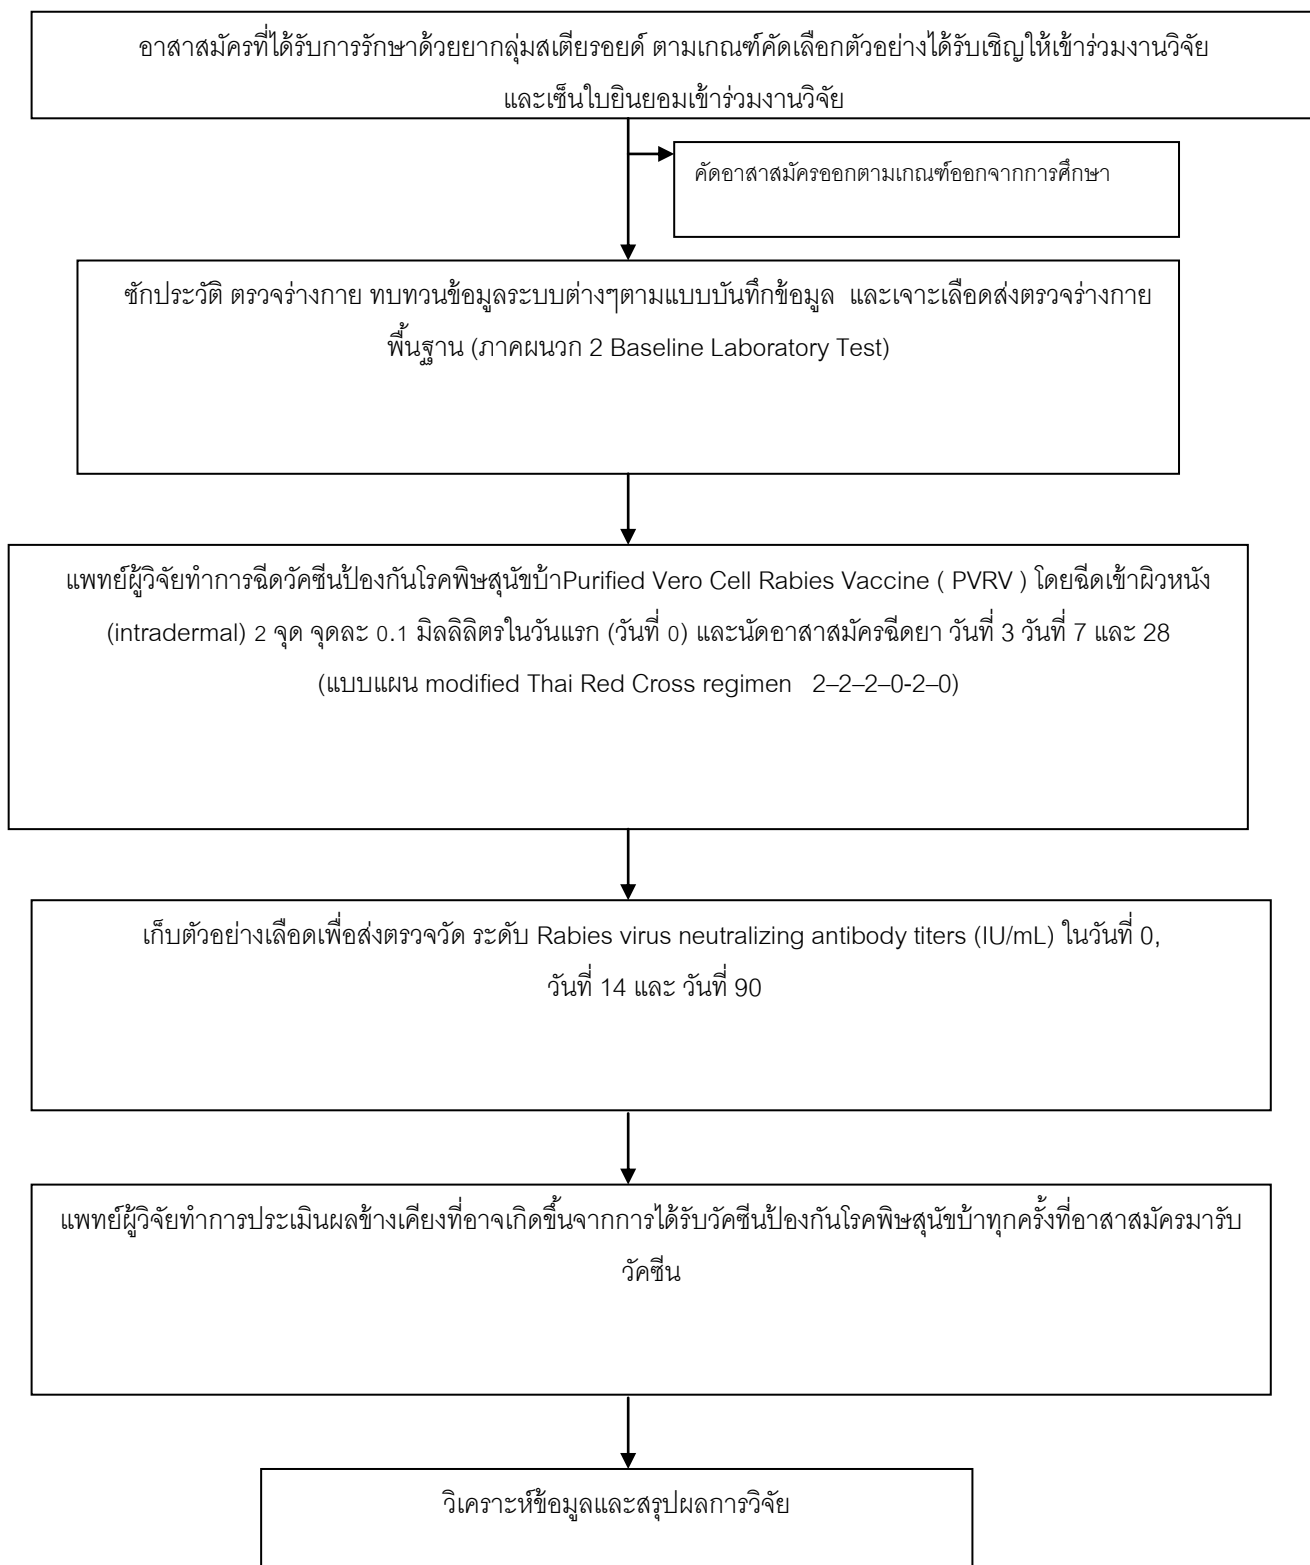 อาสาสมัครที่ได้รับการรักษาด้วยยากลุ่มสเตียรอยด์ ตามเกณฑ์คัดเลือกตัวอย่างได้รับเชิญให้เข้าร่วมงานวิจัย
และเซ็นใบยินยอมเข้าร่วมงานวิจัย
คัดอาสาสมัครออกตามเกณฑ์ออกจากการศึกษา
ซักประวัติ ตรวจร่างกาย ทบทวนข้อมูลระบบต่างๆตามแบบบันทึกข้อมูล และเจาะเลือดส่งตรวจร่างกาย
พื้นฐาน (ภาคผนวก 2 Baseline Laboratory Test)
แพทย์ผู้วิจัยทำการฉีดวัคซีนป้องกันโรคพิษสุนัขบ้าPurified Vero Cell Rabies Vaccine ( PVRV ) โดยฉีดเข้าผิวหนัง
(intradermal) 2 จุด จุดละ 0.1 มิลลิลิตรในวันแรก (วันที่ 0) และนัดอาสาสมัครฉีดยา วันที่ 3 วันที่ 7 และ 28
(แบบแผน modified Thai Red Cross regimen 2–2–2–0-2–0)
เก็บตัวอย่างเลือดเพื่อส่งตรวจวัด ระดับ Rabies virus neutralizing antibody titers (IU/mL) ในวันที่ 0,
วันที่ 14 และ วันที่ 90
แพทย์ผู้วิจัยทำการประเมินผลข้างเคียงที่อาจเกิดขึ้นจากการได้รับวัคซีนป้องกันโรคพิษสุนัขบ้าทุกครั้งที่อาสาสมัครมารับ
วัคซีน
วิเคราะห์ข้อมูลและสรุปผลการวิจัย